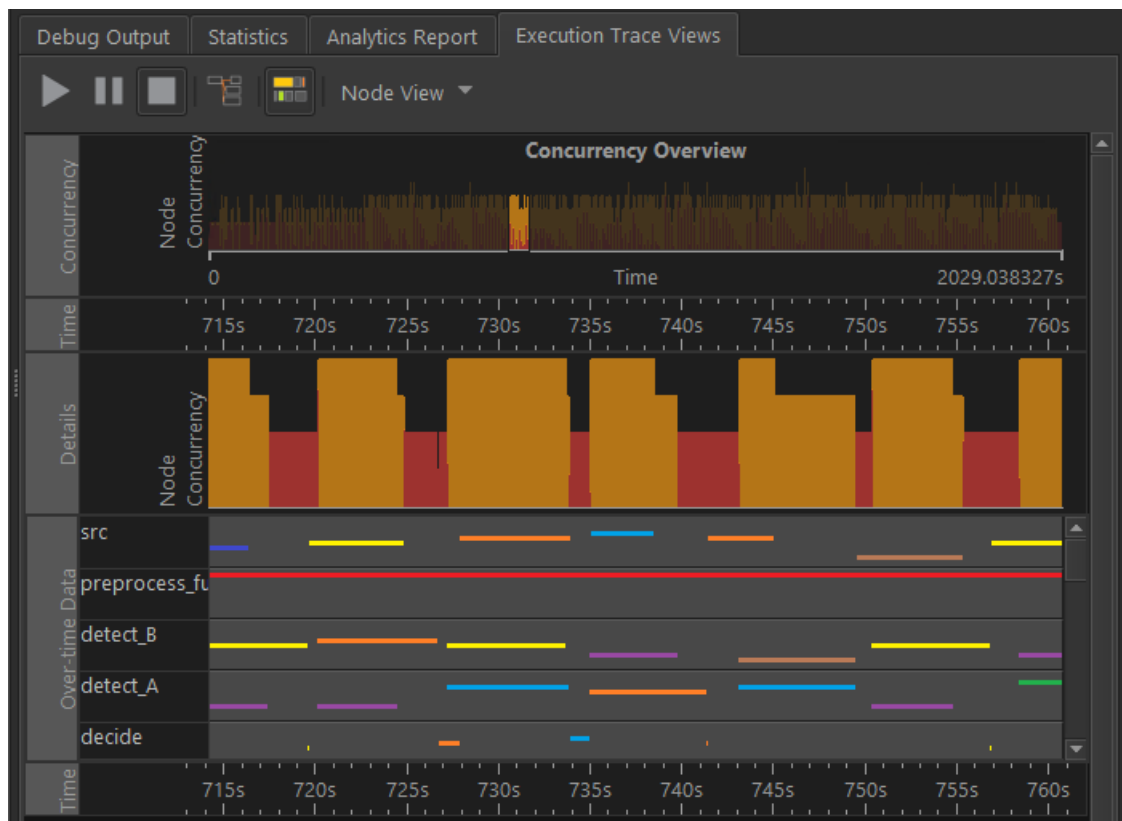 Debug Output Statistics Analytics Report Execution Trace Views
Node View
Concurrency
Node
Concurrency
Concurrency Overview
0 Time 2029.038327s
Time
715s 720s 725s 730s 735s 740s 745s 750s 755s 760s
Details
Node
Concurrency
Over-time Data
src
preprocess_fu
detect_B
detect_A
decide
Time
715s 720s 725s 730s 735s 740s 745s 750s 755s 760s